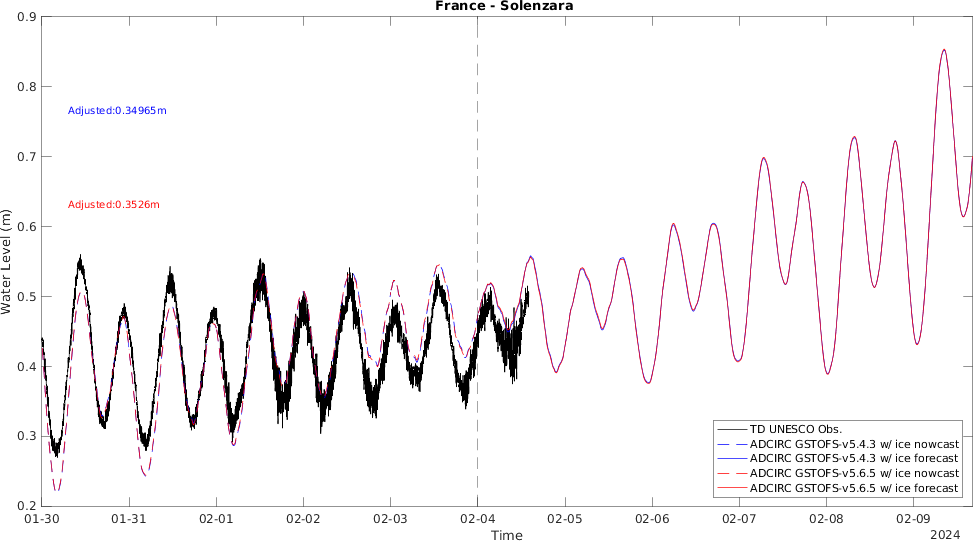 France - Solenzara
0.9
0.8
0.7
0.6
0.5
0.4
0.3
0.2
Water Level (m)
Adjusted:0.34965m
Adjusted:0.3526m
TD UNESCO Obs.
ADCIRC GSTOFS-v5.4.3 w/ ice nowcast
ADCIRC GSTOFS-v5.4.3 w/ ice forecast
ADCIRC GSTOFS-v5.6.5 w/ ice nowcast
ADCIRC GSTOFS-v5.6.5 w/ ice forecast
01-30 01-31 02-01 02-02 02-03 02-04 02-05 02-06 02-07 02-08 02-09
Time
2024